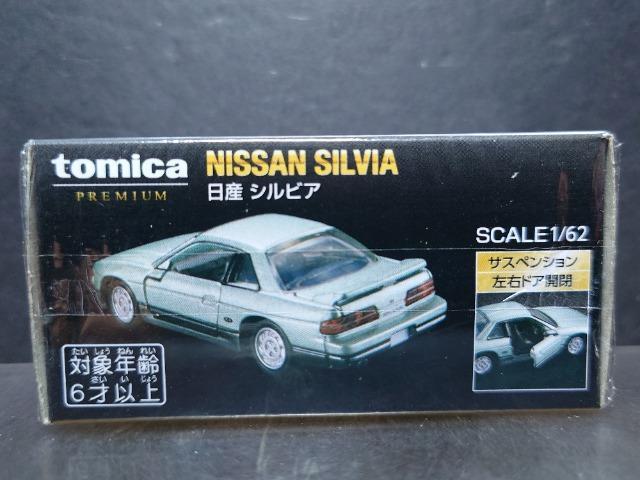 tomica
PREMIUM
NISSAN SILVIA
日産 シルビア
SCALE1/62
サスペンション
左右ドア開閉
たいしょうねんれい
対象年齢
さいいじょう
6才以上